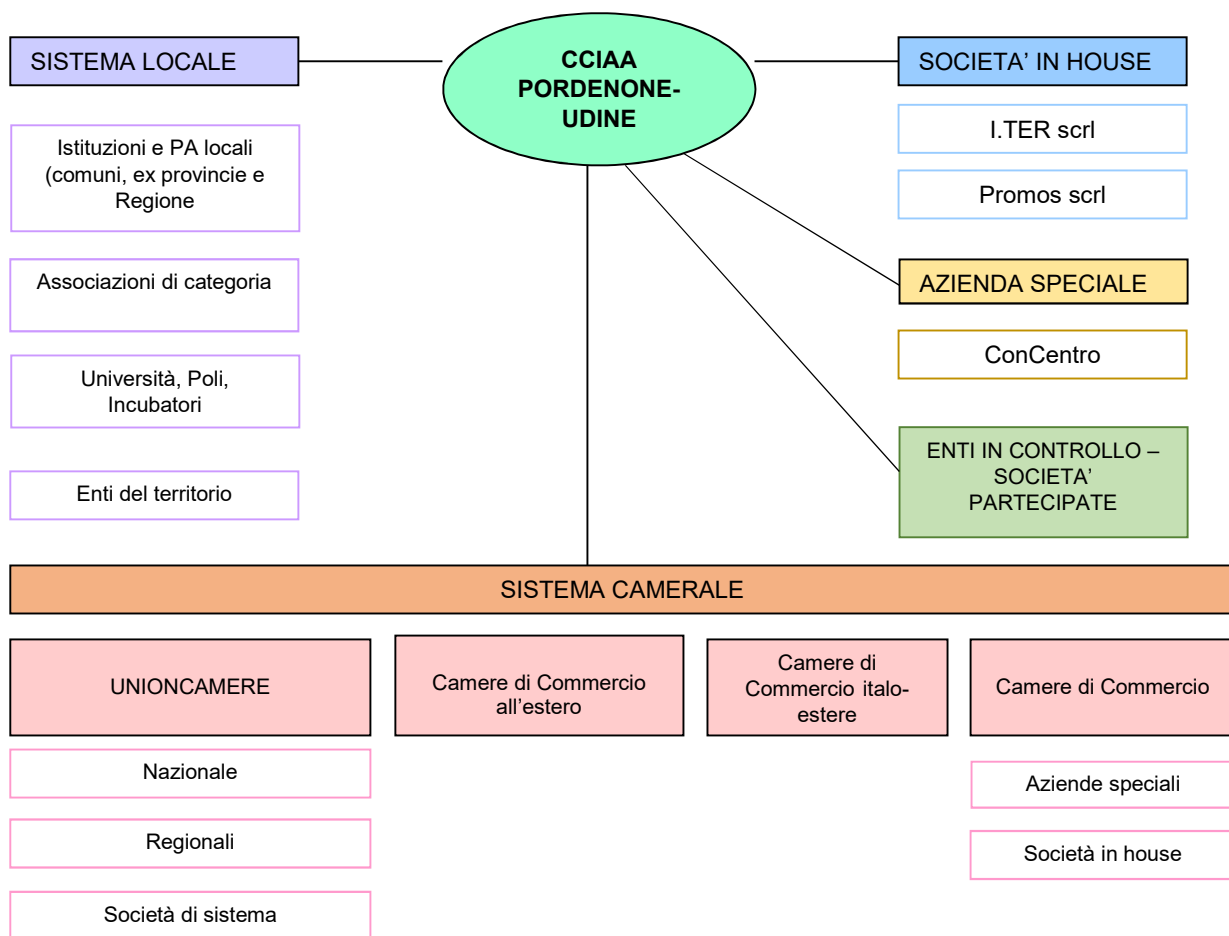 SISTEMA LOCALE
CCIAA
PORDENONE-
UDINE
SOCIETA’ IN HOUSE
Istituzioni e PA locali
(comuni, ex provincie e
Regione
I.TER scrl
Promos scrl
Associazioni di categoria
AZIENDA SPECIALE
ConCentro
Università, Poli,
Incubatori
Enti del territorio
ENTI IN CONTROLLO –
SOCIETA’
PARTECIPATE
SISTEMA CAMERALE
UNIONCAMERE
Camere di Commercio
all’estero
Camere di
Commercio italo-
estere
Camere di Commercio
Nazionale
Regionali
Società di sistema
Aziende speciali
Società in house